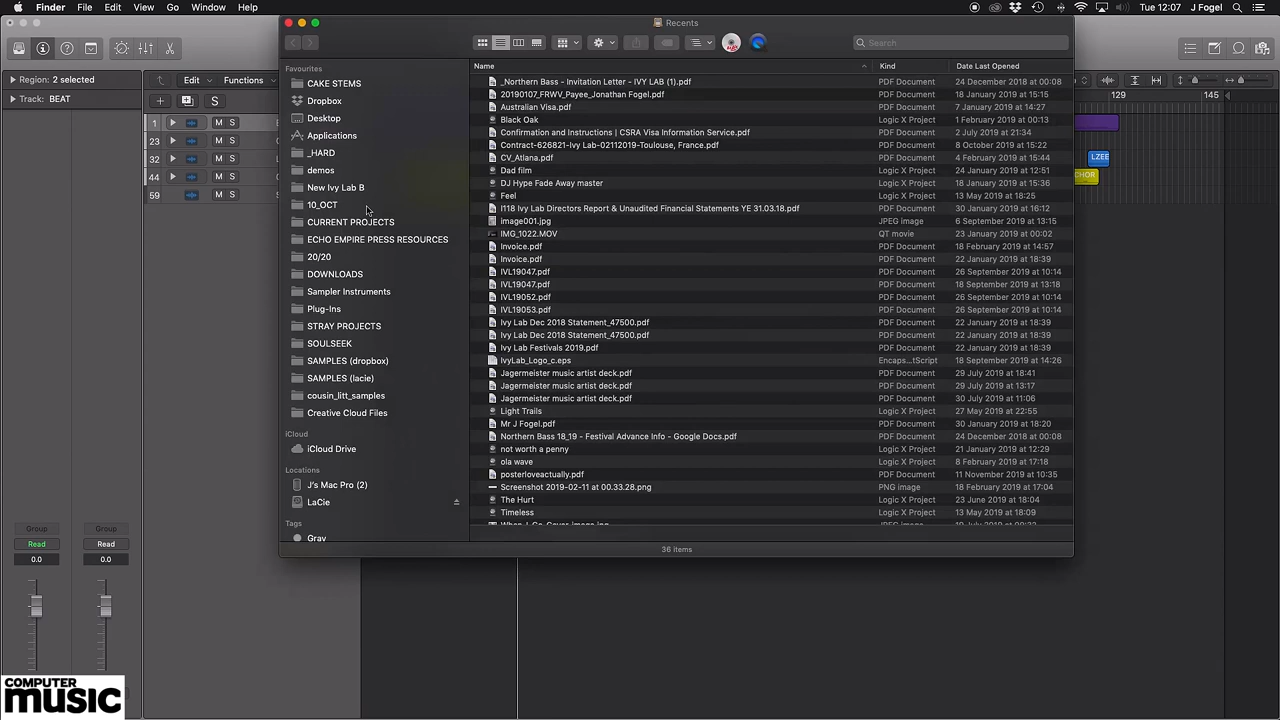 Finder File Edit View Go Window Help
Tue 12:07 J Fogel
Recents
Search
Region: 2 selected
Track: BEAT
Edit Functions
129 145
1 M S
23 M S
32 M S
44 M S
59 M S
LZEE
CHOR
Favourites
CAKE STEMS
Dropbox
Desktop
Applications
_HARD
demos
New Ivy Lab B
10_OCT
CURRENT PROJECTS
ECHO EMPIRE PRESS RESOURCES
20/20
DOWNLOADS
Sampler Instruments
Plug-Ins
STRAY PROJECTS
SOULSEEK
SAMPLES (dropbox)
SAMPLES (lacie)
cousin_litt_samples
Creative Cloud Files
iCloud
iCloud Drive
Locations
J's Mac Pro (2)
LaCie
Tags
Gray
Name Kind Date Last Opened
_Northern Bass - Invitation Letter - IVY LAB (1).pdf PDF Document 24 December 2018 at 00:08
20190107_FRWV_Payee_Jonathan Fogel.pdf PDF Document 18 January 2019 at 15:15
Australian Visa.pdf PDF Document 7 January 2019 at 14:27
Black Oak Logic X Project 1 February 2019 at 00:13
Confirmation and Instructions | CSRA Visa Information Service.pdf PDF Document 2 July 2019 at 21:34
Contract-626821-Ivy Lab-02112019-Toulouse, France.pdf PDF Document 8 October 2019 at 15:22
CV_Atlana.pdf PDF Document 4 February 2019 at 15:44
Dad film Logic X Project 18 January 2019 at 15:45
DJ Hype Fade Away master Logic X Project 17 January 2019 at 15:36
Feel Logic X Project 13 May 2019 at 18:25
I118 Ivy Lab Directors Report & Unaudited Financial Statements YE 31.03.18.pdf PDF Document 30 January 2019 at 16:12
image001.jpg JPEG image 6 September 2019 at 13:15
IMG_1022.MOV QT movie 23 January 2019 at 00:02
Invoice.pdf PDF Document 18 February 2019 at 14:57
Invoice.pdf PDF Document 22 January 2019 at 18:39
IVL19047.pdf PDF Document 26 September 2019 at 10:14
IVL19047.pdf PDF Document 18 September 2019 at 13:18
IVL19052.pdf PDF Document 26 September 2019 at 10:14
IVL19053.pdf PDF Document 26 September 2019 at 10:14
Ivy Lab Dec 2018 Statement_47500.pdf PDF Document 22 January 2019 at 18:39
Ivy Lab Dec 2018 Statement_47500.pdf PDF Document 22 January 2019 at 18:39
Ivy Lab Festivals 2019.pdf PDF Document 22 January 2019 at 18:39
IvyLab_Logo_c.eps Encaps...tScript 18 September 2019 at 14:26
Jagermeister music artist deck.pdf PDF Document 29 July 2019 at 18:41
Jagermeister music artist deck.pdf PDF Document 29 July 2019 at 13:17
Jagermeister music artist deck.pdf PDF Document 30 July 2019 at 11:06
Light Trails Logic X Project 27 May 2019 at 22:55
Mr J Fogel.pdf PDF Document 30 January 2019 at 18:20
Northern Bass 18_19 - Festival Advance Info - Google Docs.pdf PDF Document 24 December 2018 at 00:08
not worth a penny Logic X Project 21 January 2019 at 12:29
ola wave Logic X Project 8 February 2019 at 17:18
posterloveactually.pdf PDF Document 11 November 2019 at 10:35
Screenshot 2019-02-11 at 00.33.28.png PNG image 18 February 2019 at 17:04
The Hurt Logic X Project 23 June 2019 at 18:04
Timeless Logic X Project 13 May 2019 at 18:09
36 items
Group Group
Read Read
0.0 0.0
COMPUTER
music